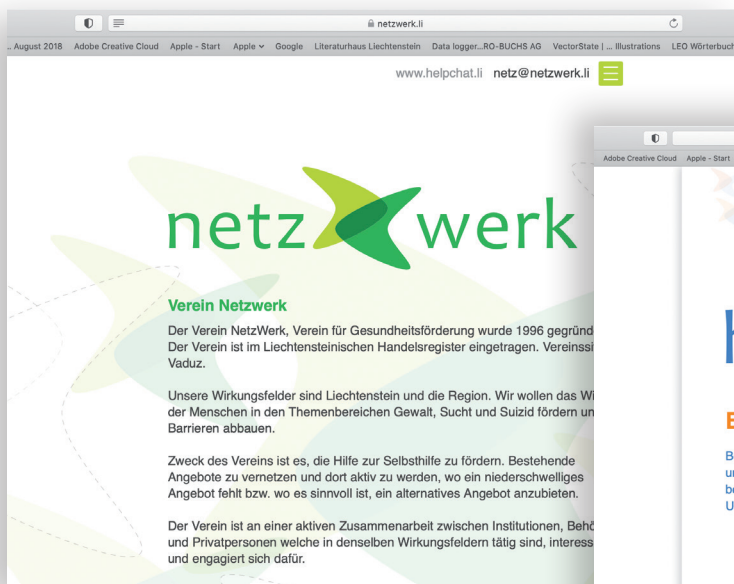 netzwerk.li
.. August 2018 Adobe Creative Cloud Apple - Start Apple Google Literaturhaus Liechtenstein Data logger...RO-BUCHS AG VectorState | ... Illustrations LEO Wörterbuch
www.helpchat.li netz@netzwerk.li
netz werk
Verein Netzwerk
Der Verein NetzWerk, Verein für Gesundheitsförderung wurde 1996 gegründ
Der Verein ist im Liechtensteinischen Handelsregister eingetragen. Vereinssi
Vaduz.
Unsere Wirkungsfelder sind Liechtenstein und die Region. Wir wollen das Wi
der Menschen in den Themenbereichen Gewalt, Sucht und Suizid fördern un
Barrieren abbauen.
Zweck des Vereins ist es, die Hilfe zur Selbsthilfe zu fördern. Bestehende
Angebote zu vernetzen und dort aktiv zu werden, wo ein niederschwelliges
Angebot fehlt bzw. wo es sinnvoll ist, ein alternatives Angebot anzubieten.
Der Verein ist an einer aktiven Zusammenarbeit zwischen Institutionen, Behö
und Privatpersonen welche in denselben Wirkungsfeldern tätig sind, interess
und engagiert sich dafür.
Adobe Creative Cloud Apple - Start